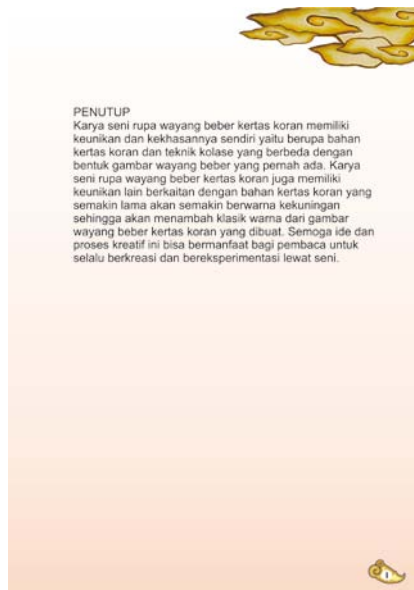 PENUTUP
Karya seni rupa wayang beber kertas koran memiliki
keunikan dan kekhasannya sendiri yaitu berupa bahan
kertas koran dan teknik kolase yang berbeda dengan
bentuk gambar wayang beber yang pernah ada. Karya
seni rupa wayang beber kertas koran juga memiliki
keunikan lain berkaitan dengan bahan kertas koran yang
semakin lama akan semakin berwarna kekuningan
sehingga akan menambah klasik warna dari gambar
wayang beber kertas koran yang dibuat. Semoga ide dan
proses kreatif ini bisa bermanfaat bagi pembaca untuk
selalu berkreasi dan bereksperimentasi lewat seni.